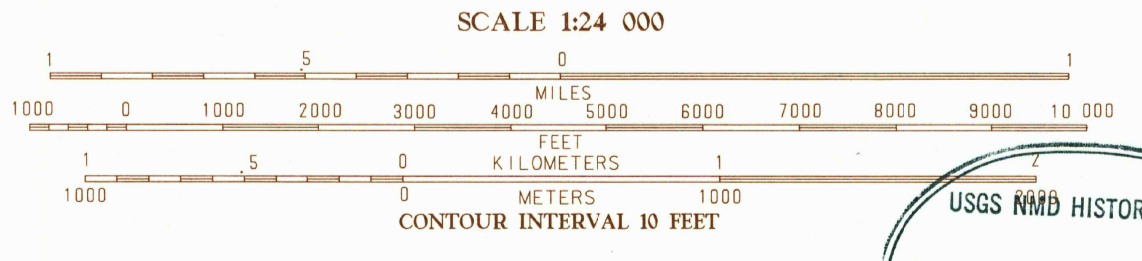 SCALE 1:24 000
1 .5 0 1
MILES
1000 0 1000 2000 3000 4000 5000 6000 7000 8000 9000 10 000
FEET
1 .5 0 KILOMETERS 1 2
1000 0 METERS 1000 2000
CONTOUR INTERVAL 10 FEET
USGS NMD HISTOR